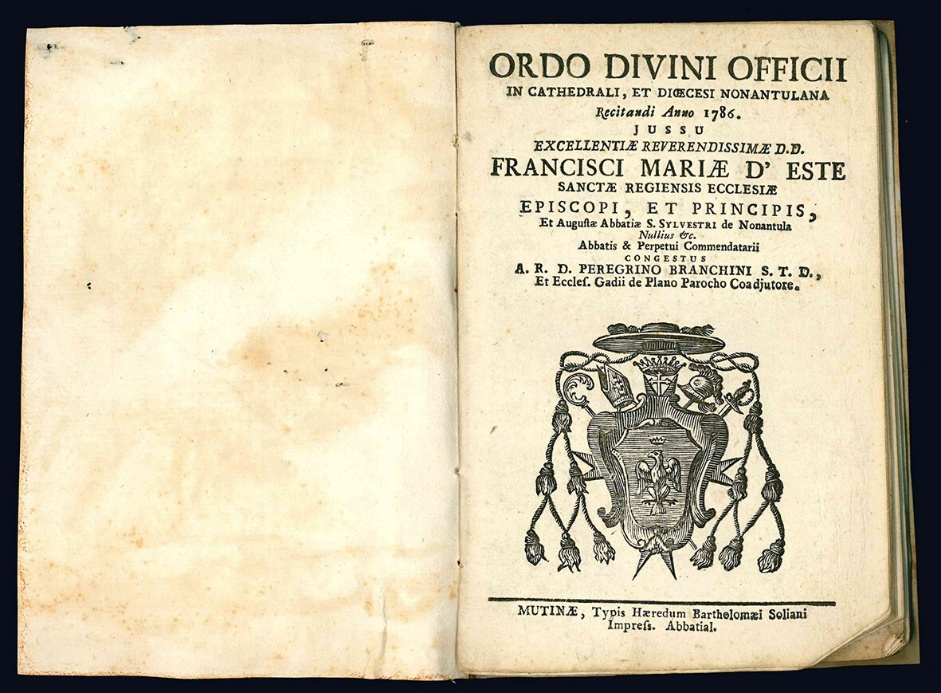 ORDO DIVINI OFFICII
IN CATHEDRALI, ET DIŒCESI NONANTULANA
Recitandi Anno 1786.
JUSSU
EXCELLENTIÆ REVERENDISSIMÆ D.D.
FRANCISCI MARIÆ D' ESTE
SANCTÆ REGIENSIS ECCLESIÆ
EPISCOPI, ET PRINCIPIS,
Et Auguſtæ Abbatiæ S. SYLVESTRI de Nonantula
Nullius &c.
Abbatis & Perpetui Commendatarii
CONGESTUS
A. R. D. PEREGRINO BRANCHINI S. T. D.,
Et Eccleſ. Gadii de Plano Parocho Coadjutore.
MUTINÆ, Typis Hæredum Bartholomæi Soliani
Impreſs. Abbatial.